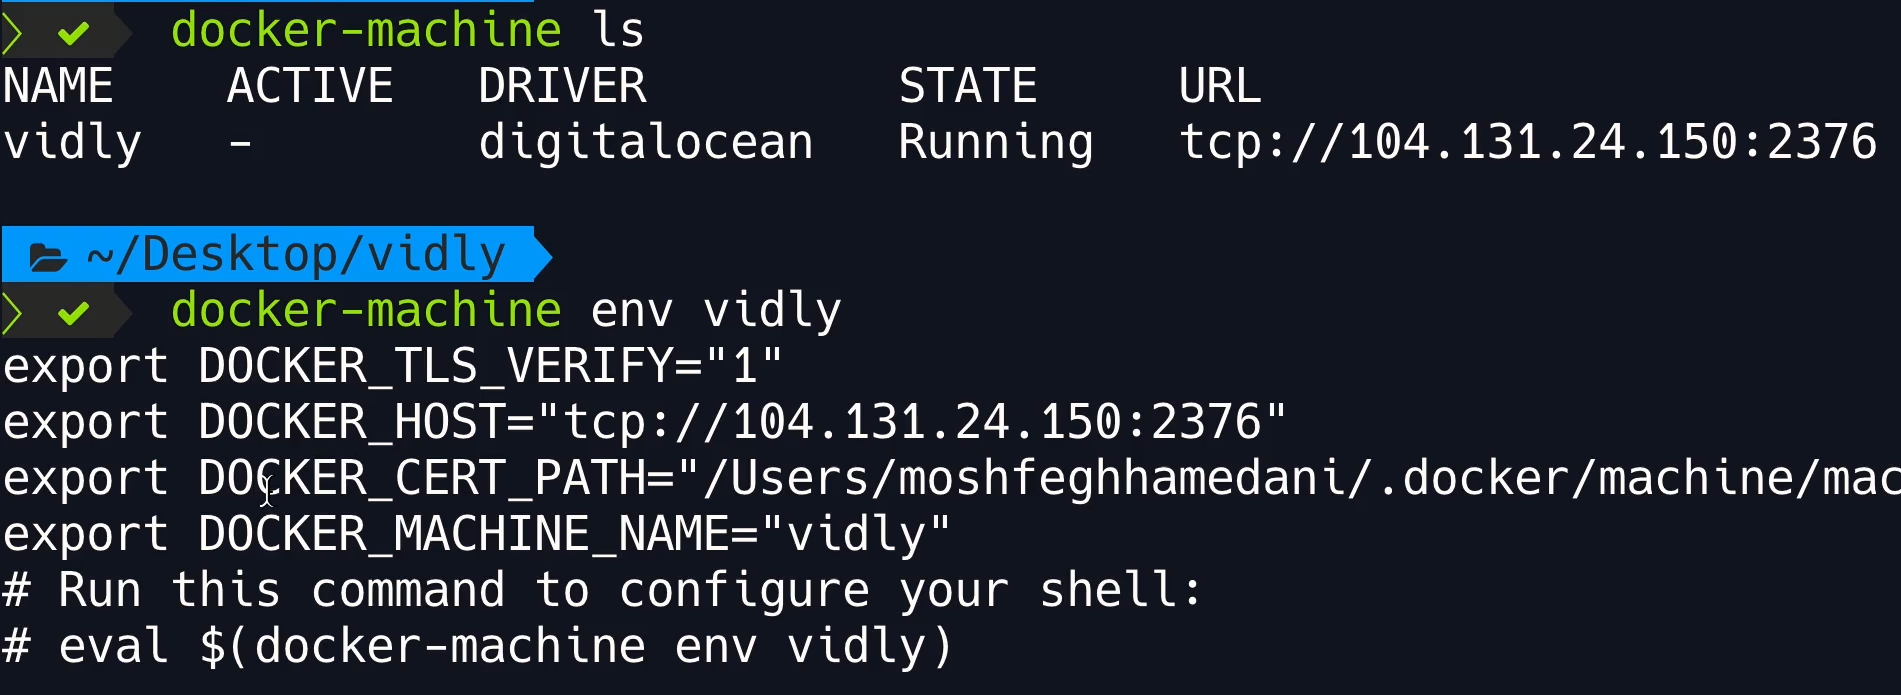 docker-machine ls
NAME ACTIVE DRIVER STATE URL
vidly - digitalocean Running tcp://104.131.24.150:2376
~/Desktop/vidly
docker-machine env vidly
export DOCKER_TLS_VERIFY="1"
export DOCKER_HOST="tcp://104.131.24.150:2376"
export DOCKER_CERT_PATH="/Users/moshfeghhamedani/.docker/machine/mac
export DOCKER_MACHINE_NAME="vidly"
# Run this command to configure your shell:
# eval $(docker-machine env vidly)